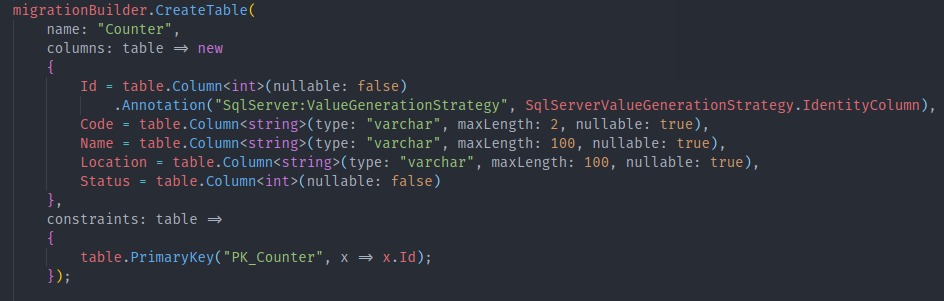 migrationBuilder.CreateTable(
    name: "Counter",
    columns: table => new
    {
        Id = table.Column<int>(nullable: false)
            .Annotation("SqlServer:ValueGenerationStrategy", SqlServerValueGenerationStrategy.IdentityColumn),
        Code = table.Column<string>(type: "varchar", maxLength: 2, nullable: true),
        Name = table.Column<string>(type: "varchar", maxLength: 100, nullable: true),
        Location = table.Column<string>(type: "varchar", maxLength: 100, nullable: true),
        Status = table.Column<int>(nullable: false)
    },
    constraints: table =>
    {
        table.PrimaryKey("PK_Counter", x => x.Id);
    });